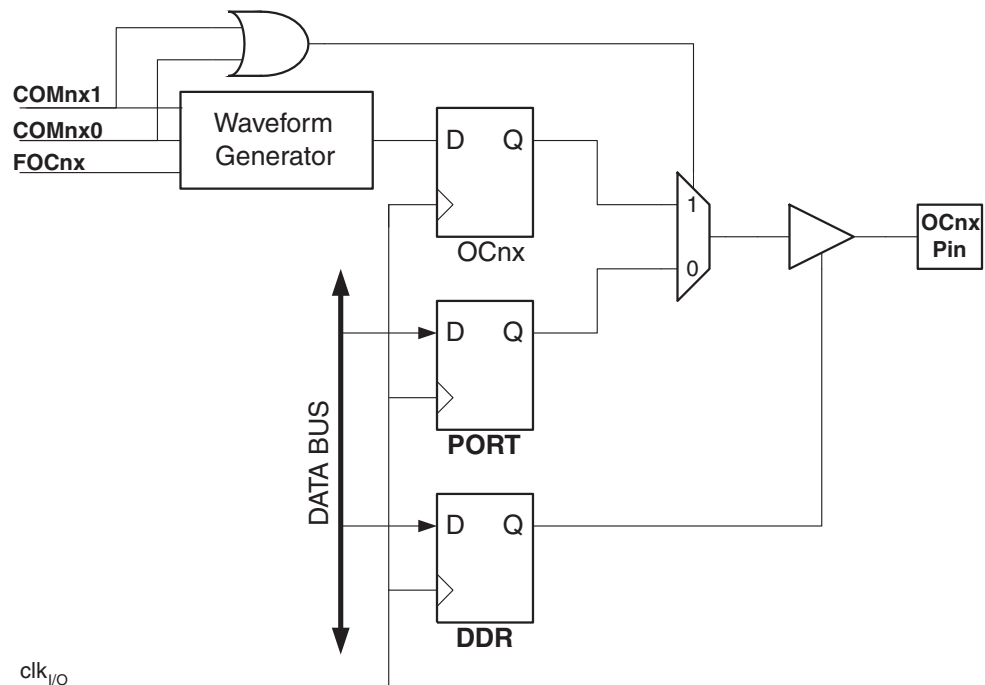 COMnx1
COMnx0
FOCnx
Waveform
Generator
D Q
OCnx
1
0
OCnx
Pin
D Q
PORT
DATA BUS
D Q
DDR
clkI/O